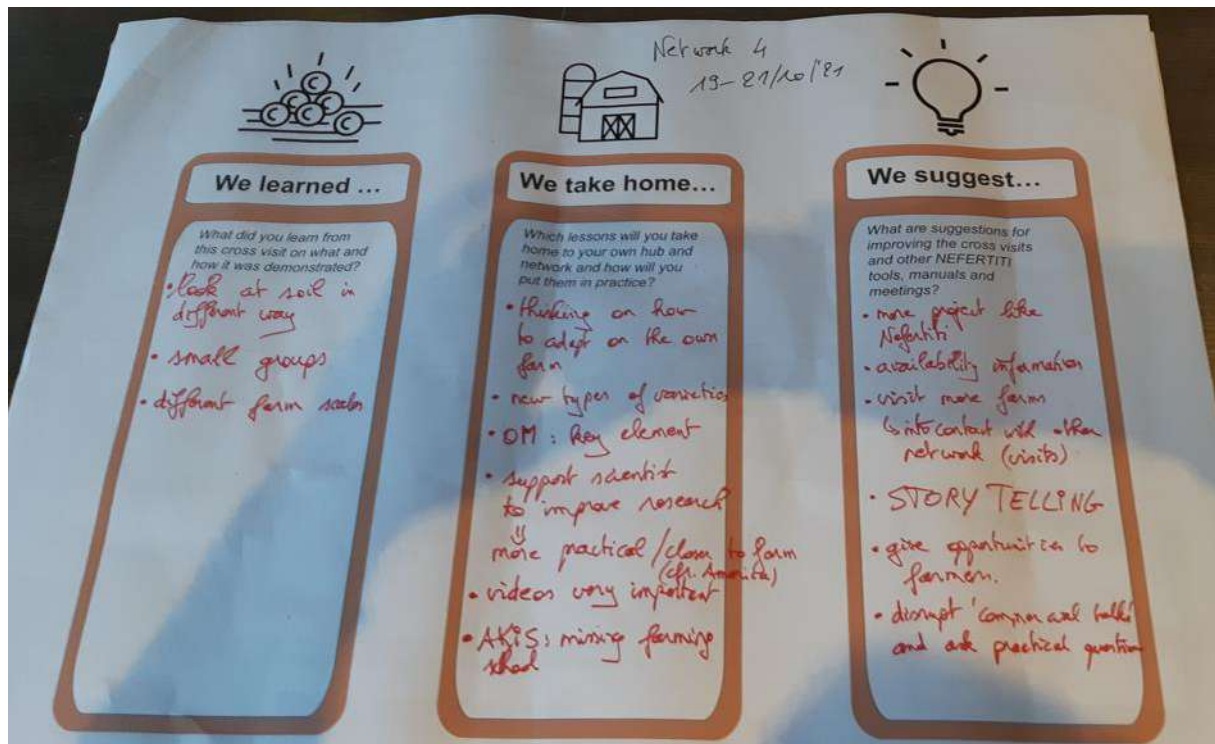 Network 4
19-21/10/'21
We learned ...
What did you learn from
this cross visit on what and
how it was demonstrated?
• look at soil in
different way
• small groups
• different farm scales
We take home...
Which lessons will you take
home to your own hub and
network and how will you
put them in practice?
• thinking on how
to adapt on the own
farm
• new types of varieties
• OM : key element
• support scientist
to improve research
⇓
more practical / closer to farm
(cfr. America)
• videos very important
• AKIS: missing farming
school
We suggest...
What are suggestions for
improving the cross visits
and other NEFERTITI
tools, manuals and
meetings?
• more project like
Nefertiti
• availability information
• visit more farms
↳ into contact with other
network (visits)
• STORY TELLING
• give opportunities to
farmers.
• disrupt 'commercial talks'
and ask practical question